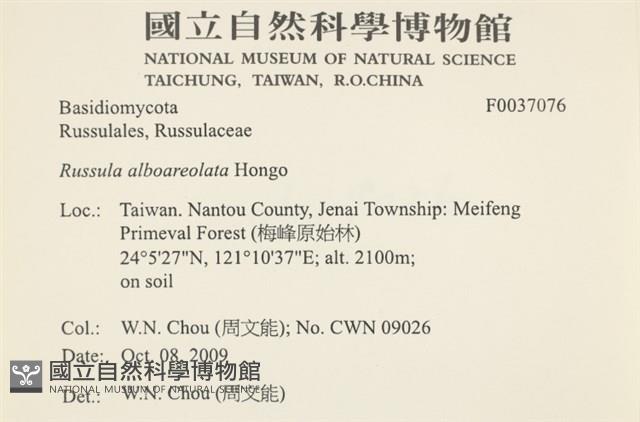 國立自然科學博物館
NATIONAL MUSEUM OF NATURAL SCIENCE
TAICHUNG, TAIWAN, R.O.CHINA
Basidiomycota F0037076
Russulales, Russulaceae
Russula alboareolata Hongo
Loc.: Taiwan. Nantou County, Jenai Township: Meifeng
Primeval Forest (梅峰原始林)
24°5'27"N, 121°10'37"E; alt. 2100m;
on soil
Col.: W.N. Chou (周文能); No. CWN 09026
Date: Oct. 08, 2009
國立自然科學博物館
NATIONAL MUSEUM OF NATURAL SCIENCE
Det.: W.N. Chou (周文能)